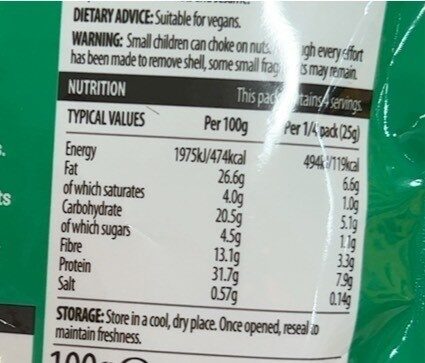 DIETARY ADVICE: Suitable for vegans.
WARNING: Small children can choke on nuts. every effort
has been made to remove shell, some small may remain.
NUTRITION This pack contains 4 servings.
TYPICAL VALUES Per 100g Per 1/4 pack (25g)
Energy 1975kJ/474kcal 494kJ/119kcal
Fat 26.6g 6.6g
of which saturates 4.0g 1.0g
Carbohydrate 20.5g 5.1g
of which sugars 4.5g 1.1g
Fibre 13.1g 3.3g
Protein 31.7g 7.9g
Salt 0.57g 0.14g
STORAGE: Store in a cool, dry place. Once opened, reseal to
maintain freshness.